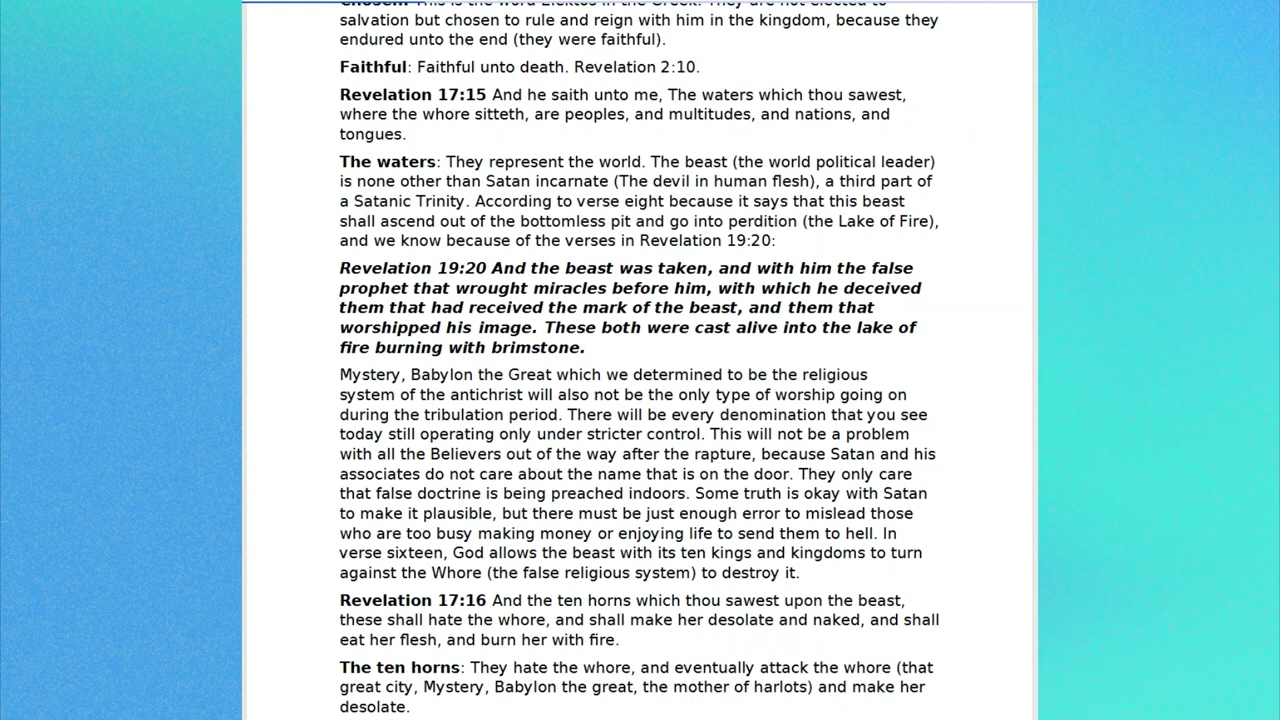 Chosen: This is the word Elektos in the Greek. They are not elected to
salvation but chosen to rule and reign with him in the kingdom, because they
endured unto the end (they were faithful).
Faithful: Faithful unto death. Revelation 2:10.
Revelation 17:15 And he saith unto me, The waters which thou sawest,
where the whore sitteth, are peoples, and multitudes, and nations, and
tongues.
The waters: They represent the world. The beast (the world political leader)
is none other than Satan incarnate (The devil in human flesh), a third part of
a Satanic Trinity. According to verse eight because it says that this beast
shall ascend out of the bottomless pit and go into perdition (the Lake of Fire),
and we know because of the verses in Revelation 19:20:
Revelation 19:20 And the beast was taken, and with him the false
prophet that wrought miracles before him, with which he deceived
them that had received the mark of the beast, and them that
worshipped his image. These both were cast alive into the lake of
fire burning with brimstone.
Mystery, Babylon the Great which we determined to be the religious
system of the antichrist will also not be the only type of worship going on
during the tribulation period. There will be every denomination that you see
today still operating only under stricter control. This will not be a problem
with all the Believers out of the way after the rapture, because Satan and his
associates do not care about the name that is on the door. They only care
that false doctrine is being preached indoors. Some truth is okay with Satan
to make it plausible, but there must be just enough error to mislead those
who are too busy making money or enjoying life to send them to hell. In
verse sixteen, God allows the beast with its ten kings and kingdoms to turn
against the Whore (the false religious system) to destroy it.
Revelation 17:16 And the ten horns which thou sawest upon the beast,
these shall hate the whore, and shall make her desolate and naked, and shall
eat her flesh, and burn her with fire.
The ten horns: They hate the whore, and eventually attack the whore (that
great city, Mystery, Babylon the great, the mother of harlots) and make her
desolate.